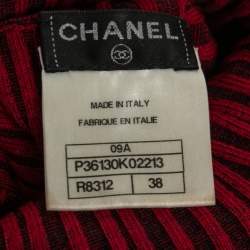 CHANEL
MADE IN ITALY
FABRIQUE EN ITALIE
09A
P36130K02213
R8312 38